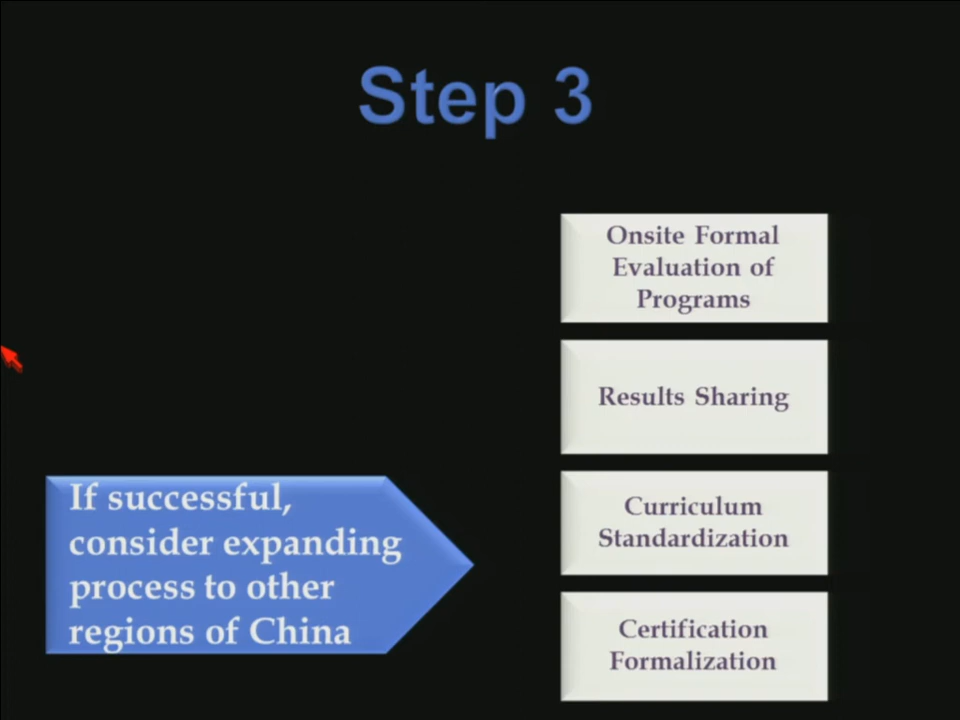 Step 3
Onsite Formal
Evaluation of
Programs
Results Sharing
If successful,
consider expanding
process to other
regions of China
Curriculum
Standardization
Certification
Formalization